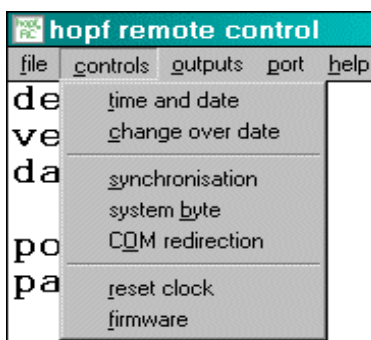 hopf remote control
file controls outputs port help
de
time and date
ve
change over date
da
synchronisation
system byte
po
COM redirection
pa
reset clock
firmware